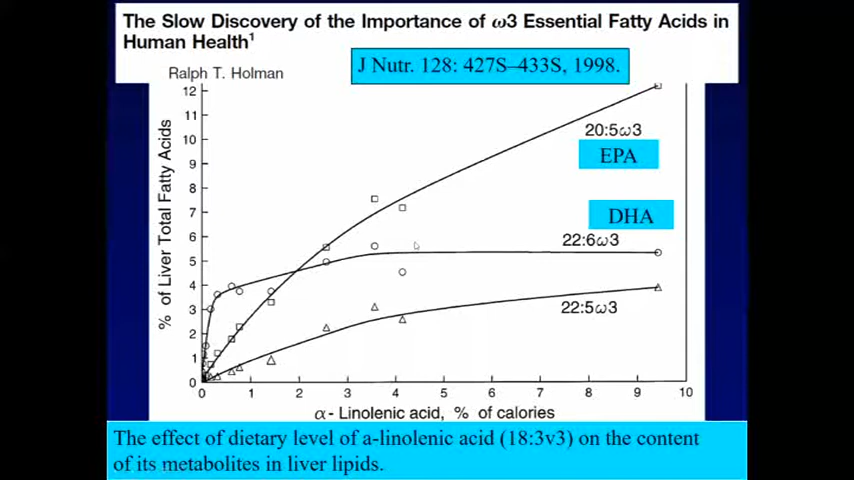 The Slow Discovery of the Importance of ω3 Essential Fatty Acids in
Human Health¹
J Nutr. 128: 427S–433S, 1998.
Ralph T. Holman
% of Liver Total Fatty Acids
12
11
10
9
8
7
6
5
4
3
2
1
0
20:5ω3
EPA
DHA
22:6ω3
22:5ω3
0 1 2 3 4 5 6 7 8 9 10
α- Linolenic acid, % of calories
The effect of dietary level of a-linolenic acid (18:3v3) on the content
of its metabolites in liver lipids.